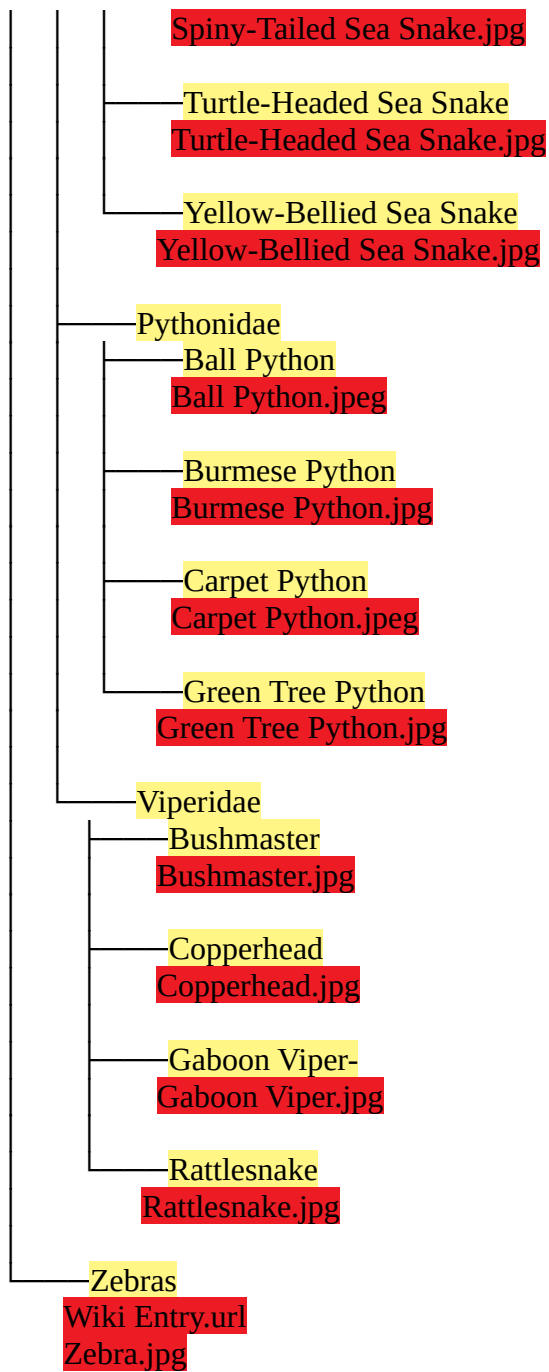 Spiny-Tailed Sea Snake.jpg
Turtle-Headed Sea Snake
Turtle-Headed Sea Snake.jpg
Yellow-Bellied Sea Snake
Yellow-Bellied Sea Snake.jpg
Pythonidae
Ball Python
Ball Python.jpeg
Burmese Python
Burmese Python.jpg
Carpet Python
Carpet Python.jpeg
Green Tree Python
Green Tree Python.jpg
Viperidae
Bushmaster
Bushmaster.jpg
Copperhead
Copperhead.jpg
Gaboon Viper-
Gaboon Viper.jpg
Rattlesnake
Rattlesnake.jpg
Zebras
Wiki Entry.url
Zebra.jpg